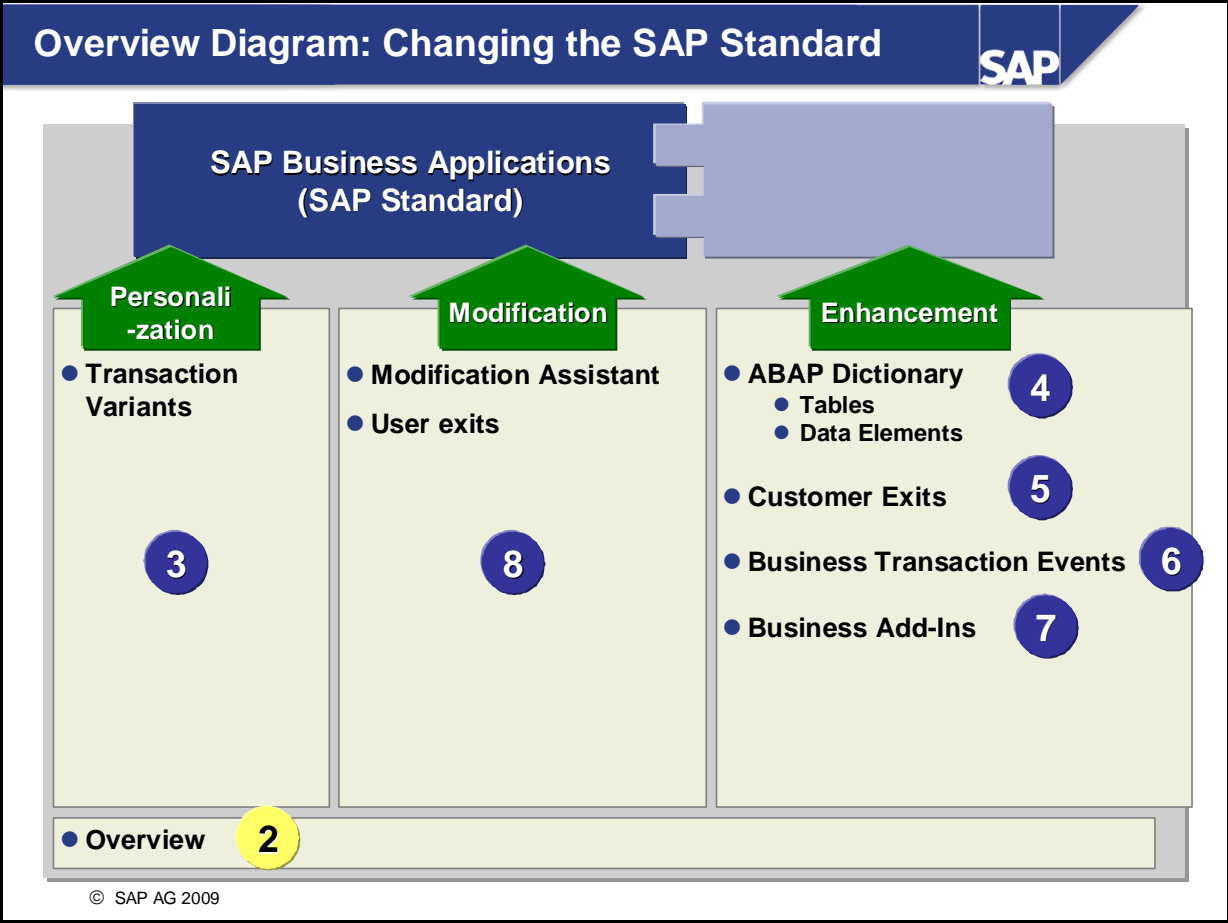 Overview Diagram: Changing the SAP Standard
SAP
SAP Business Applications
(SAP Standard)
Personali
-zation
Modification
Enhancement
Transaction
Variants
3
Modification Assistant
User exits
8
ABAP Dictionary
4
Tables
Data Elements
Customer Exits
5
Business Transaction Events
6
Business Add-Ins
7
Overview
2
© SAP AG 2009